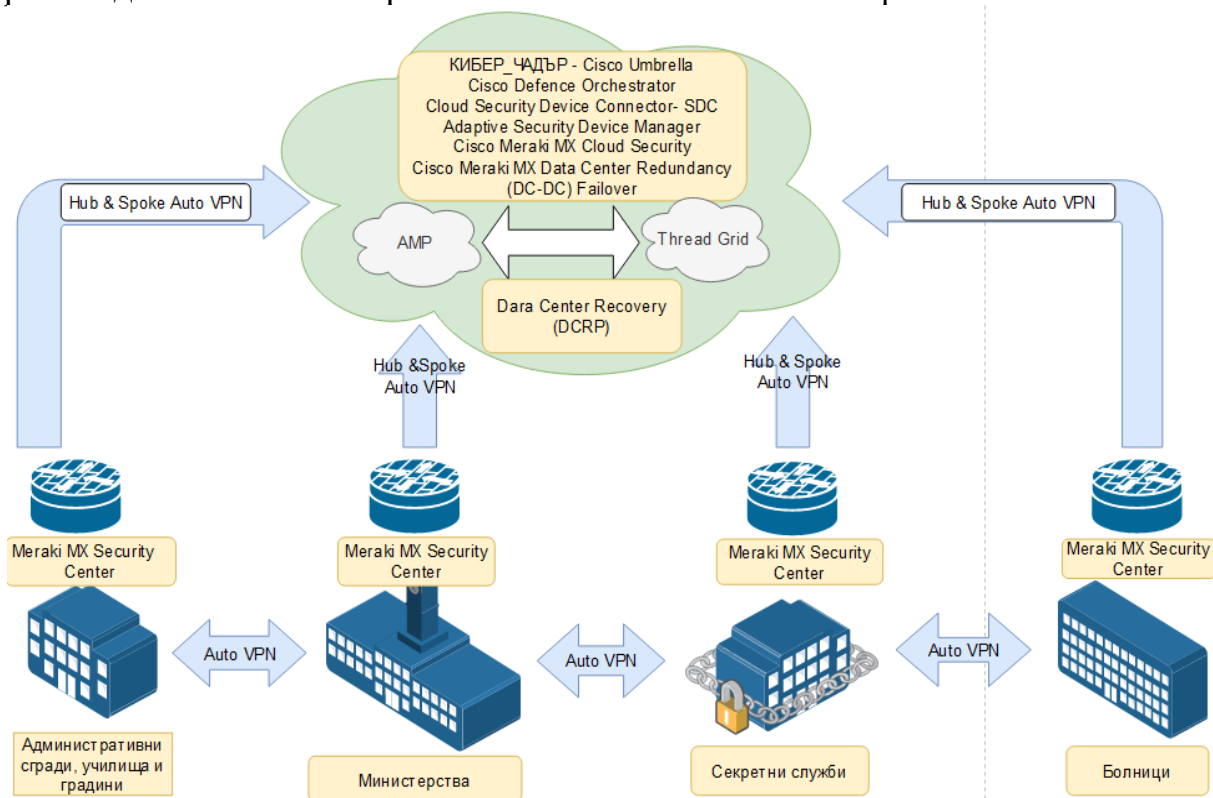 КИБЕР_ЧАДЪР - Cisco Umbrella
Cisco Defence Orchestrator
Cloud Security Device Connector- SDC
Adaptive Security Device Manager
Cisco Meraki MX Cloud Security
Cisco Meraki MX Data Center Redundancy
(DC-DC) Failover
Hub & Spoke Auto VPN
Hub & Spoke Auto VPN
AMP
Thread Grid
Dara Center Recovery
(DCRP)
Hub &Spoke
Auto VPN
Hub & Spoke
Auto VPN
Meraki MX Security
Center
Meraki MX Security
Center
Meraki MX Security
Center
Meraki MX Security
Center
Auto VPN
Auto VPN
Auto VPN
Административни
сгради, училища и
градини
Министерства
Секретни служби
Болници